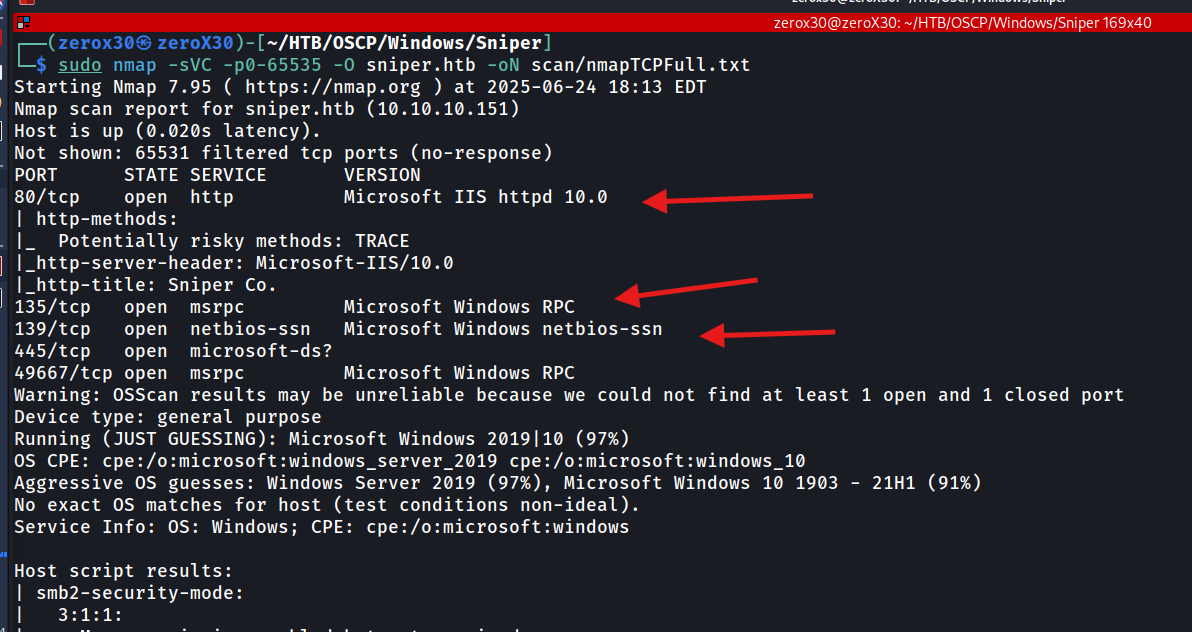 zerox30@zeroX30: ~/HTB/OSCP/Windows/Sniper
zerox30@zeroX30: ~/HTB/OSCP/Windows/Sniper 169x40
┌──(zerox30㉿zeroX30)-[~/HTB/OSCP/Windows/Sniper]
└─$ sudo nmap -sVC -p0-65535 -O sniper.htb -oN scan/nmapTCPFull.txt
Starting Nmap 7.95 ( https://nmap.org ) at 2025-06-24 18:13 EDT
Nmap scan report for sniper.htb (10.10.10.151)
Host is up (0.020s latency).
Not shown: 65531 filtered tcp ports (no-response)
PORT      STATE SERVICE       VERSION
80/tcp    open  http          Microsoft IIS httpd 10.0
| http-methods:
|_  Potentially risky methods: TRACE
|_http-server-header: Microsoft-IIS/10.0
|_http-title: Sniper Co.
135/tcp   open  msrpc         Microsoft Windows RPC
139/tcp   open  netbios-ssn   Microsoft Windows netbios-ssn
445/tcp   open  microsoft-ds?
49667/tcp open  msrpc         Microsoft Windows RPC
Warning: OSScan results may be unreliable because we could not find at least 1 open and 1 closed port
Device type: general purpose
Running (JUST GUESSING): Microsoft Windows 2019|10 (97%)
OS CPE: cpe:/o:microsoft:windows_server_2019 cpe:/o:microsoft:windows_10
Aggressive OS guesses: Windows Server 2019 (97%), Microsoft Windows 10 1903 - 21H1 (91%)
No exact OS matches for host (test conditions non-ideal).
Service Info: OS: Windows; CPE: cpe:/o:microsoft:windows
Host script results:
| smb2-security-mode:
|   3:1:1: